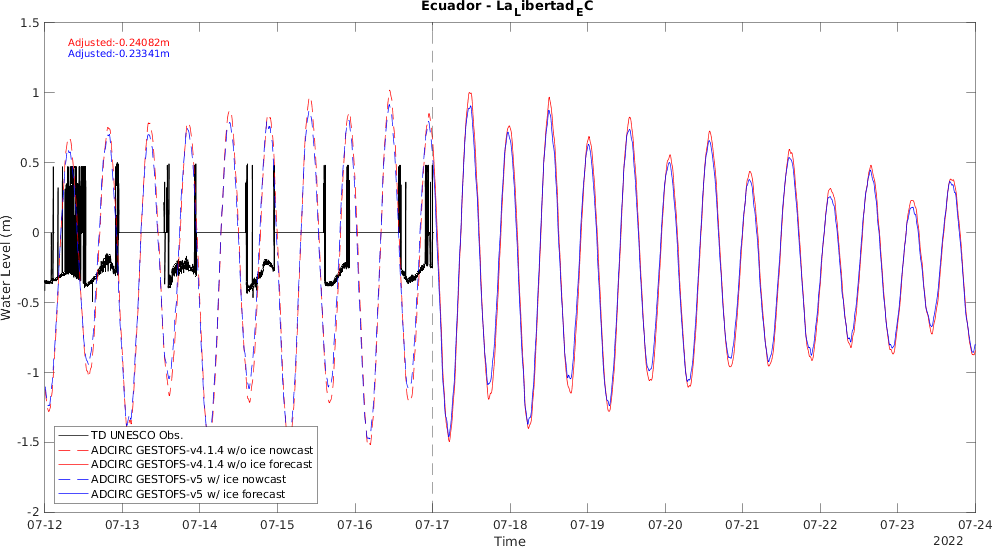 Ecuador - La_Libertad_EC
Adjusted:-0.24082m
Adjusted:-0.23341m
Water Level (m)
1.5
1
0.5
0
-0.5
-1
-1.5
-2
TD UNESCO Obs.
ADCIRC GESTOFS-v4.1.4 w/o ice nowcast
ADCIRC GESTOFS-v4.1.4 w/o ice forecast
ADCIRC GESTOFS-v5 w/ ice nowcast
ADCIRC GESTOFS-v5 w/ ice forecast
07-12 07-13 07-14 07-15 07-16 07-17 07-18 07-19 07-20 07-21 07-22 07-23 07-24
Time
2022